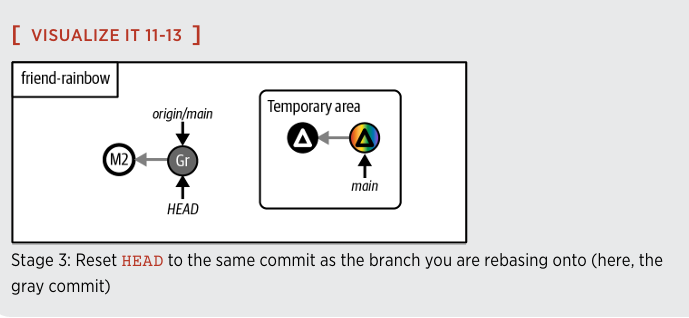 [ VISUALIZE IT 11-13 ]
friend-rainbow
origin/main
Temporary area
M2
Gr
main
HEAD
Stage 3: Reset HEAD to the same commit as the branch you are rebasing onto (here, the
gray commit)